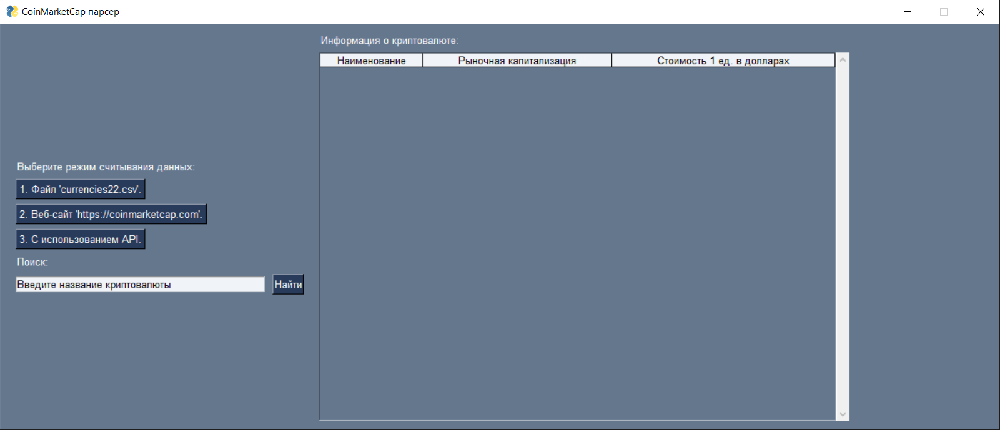 CoinMarketCap парсер
Выберите режим считывания данных:
1. Файл 'currencies22.csv'.
2. Веб-сайт 'https://coinmarketcap.com'.
3. С использованием API.
Поиск:
Введите название криптовалюты Найти
Информация о криптовалюте:
Наименование Рыночная капитализация Стоимость 1 ед. в долларах